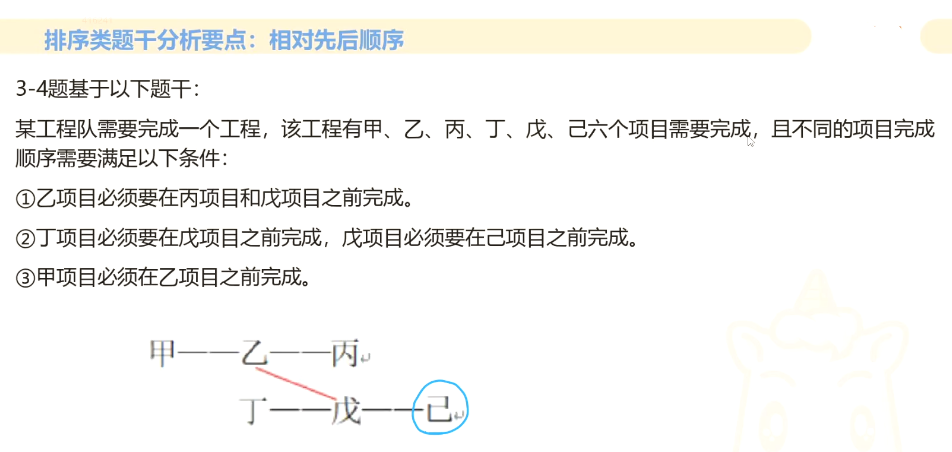 排序类题干分析要点：相对先后顺序
3-4题基于以下题干：
某工程队需要完成一个工程，该工程有甲、乙、丙、丁、戊、己六个项目需要完成，且不同的项目完成
顺序需要满足以下条件：
①乙项目必须要在丙项目和戊项目之前完成。
②丁项目必须要在戊项目之前完成，戊项目必须要在己项目之前完成。
③甲项目必须在乙项目之前完成。
甲——乙——丙
丁——戊——己